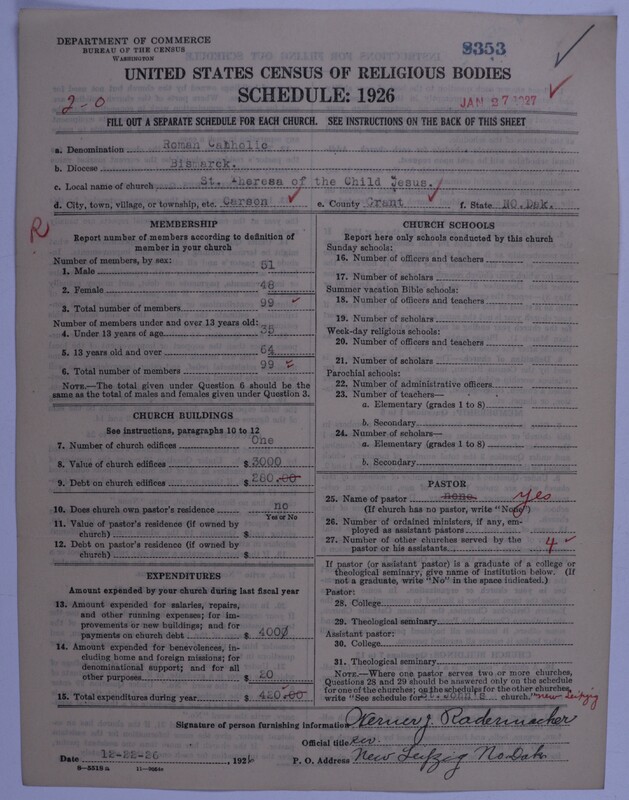 DEPARTMENT OF COMMERCE
BUREAU OF THE CENSUS
WASHINGTON
8353
UNITED STATES CENSUS OF RELIGIOUS BODIES
SCHEDULE: 1926
2-0
JAN 27 1927
FILL OUT A SEPARATE SCHEDULE FOR EACH CHURCH. SEE INSTRUCTIONS ON THE BACK OF THIS SHEET
a. Denomination Roman Catholic
b. Diocese Bismarck.
c. Local name of church St. Theresa of the Child Jesus.
d. City, town, village, or township, etc. Carson e. County Grant f. State NO.Dak.
R
MEMBERSHIP
Report number of members according to definition of
member in your church
Number of members, by sex:
1. Male 51
2. Female 48
3. Total number of members 99
Number of members under and over 13 years old:
4. Under 13 years of age 35
5. 13 years old and over 64
6. Total number of members 99
NOTE.—The total given under Question 6 should be the
same as the total of males and females given under Question 3.
CHURCH BUILDINGS
See instructions, paragraphs 10 to 12
7. Number of church edifices One
8. Value of church edifices $ 3000
9. Debt on church edifices $ 280.00
10. Does church own pastor's residence no
Yes or No
11. Value of pastor's residence (if owned by
church) $
12. Debt on pastor's residence (if owned by
church) $
EXPENDITURES
Amount expended by your church during last fiscal year
13. Amount expended for salaries, repairs,
and other running expenses; for im-
provements or new buildings; and for
payments on church debt $ 400
14. Amount expended for benevolences, in-
cluding home and foreign missions; for
denominational support; and for all
other purposes $ 20
15. Total expenditures during year $ 420.00
CHURCH SCHOOLS
Report here only schools conducted by this church
Sunday schools:
16. Number of officers and teachers
17. Number of scholars
Summer vacation Bible schools:
18. Number of officers and teachers
19. Number of scholars
Week-day religious schools:
20. Number of officers and teachers
21. Number of scholars
Parochial schools:
22. Number of administrative officers
23. Number of teachers—
a. Elementary (grades 1 to 8)
b. Secondary
24. Number of scholars—
a. Elementary (grades 1 to 8)
b. Secondary
PASTOR
25. Name of pastor none. yes
(If church has no pastor, write "None")
26. Number of ordained ministers, if any, em-
ployed as assistant pastors
27. Number of other churches served by the
pastor or his assistants 4
If pastor (or assistant pastor) is a graduate of a college or
theological seminary, give name of institution below. (If
not a graduate, write "No" in the space indicated.)
Pastor:
28. College
29. Theological seminary
Assistant pastor:
30. College
31. Theological seminary
NOTE.—Where one pastor serves two or more churches,
Questions 28 and 29 should be answered only on the schedule
for one of the churches; on the schedules for the other churches,
write "See schedule for St. John's church" New Leipzig
Signature of person furnishing information Werner J. Radermacher
Official title Rev
Date 12-22-26, 1926 P. O. Address New Leipzig No Dak
8-5518a 11-9064a